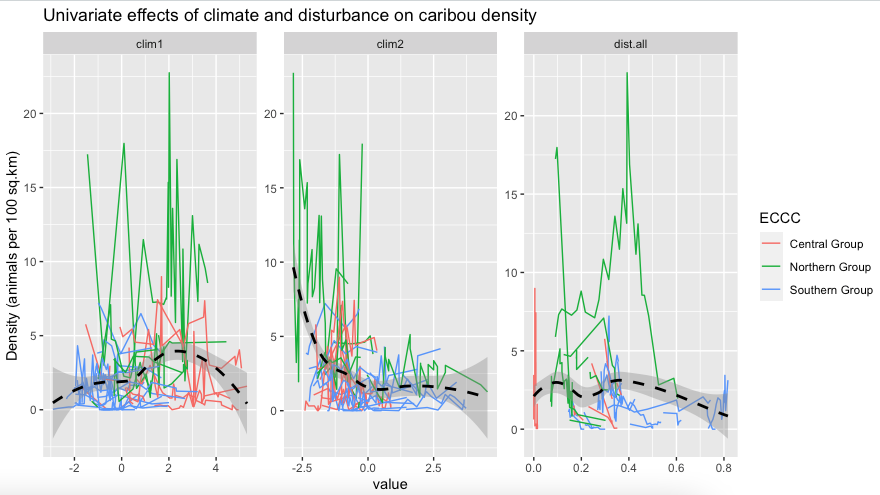 Univariate effects of climate and disturbance on caribou density
clim1 clim2 dist.all
Density (animals per 100 sq.km)
20 20 20
15 15 15
10 10 10
5 5 5
0 0 0
-2 0 2 4 -2.5 0.0 2.5 0.0 0.2 0.4 0.6 0.8
value
ECCC
Central Group
Northern Group
Southern Group